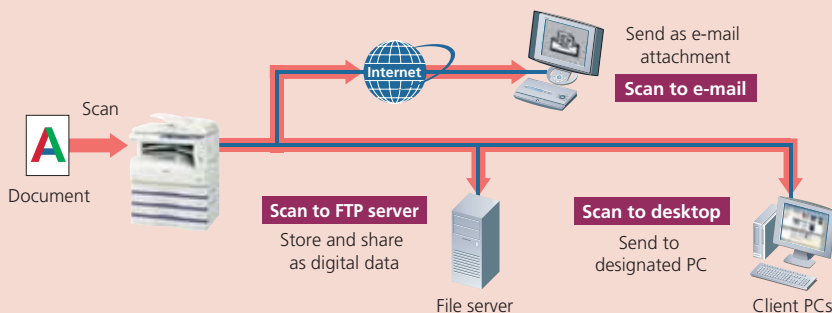 Send as e-mail
attachment
Internet
Scan to e-mail
Scan
A
Document
Scan to FTP server
Store and share
as digital data
File server
Scan to desktop
Send to
designated PC
Client PCs